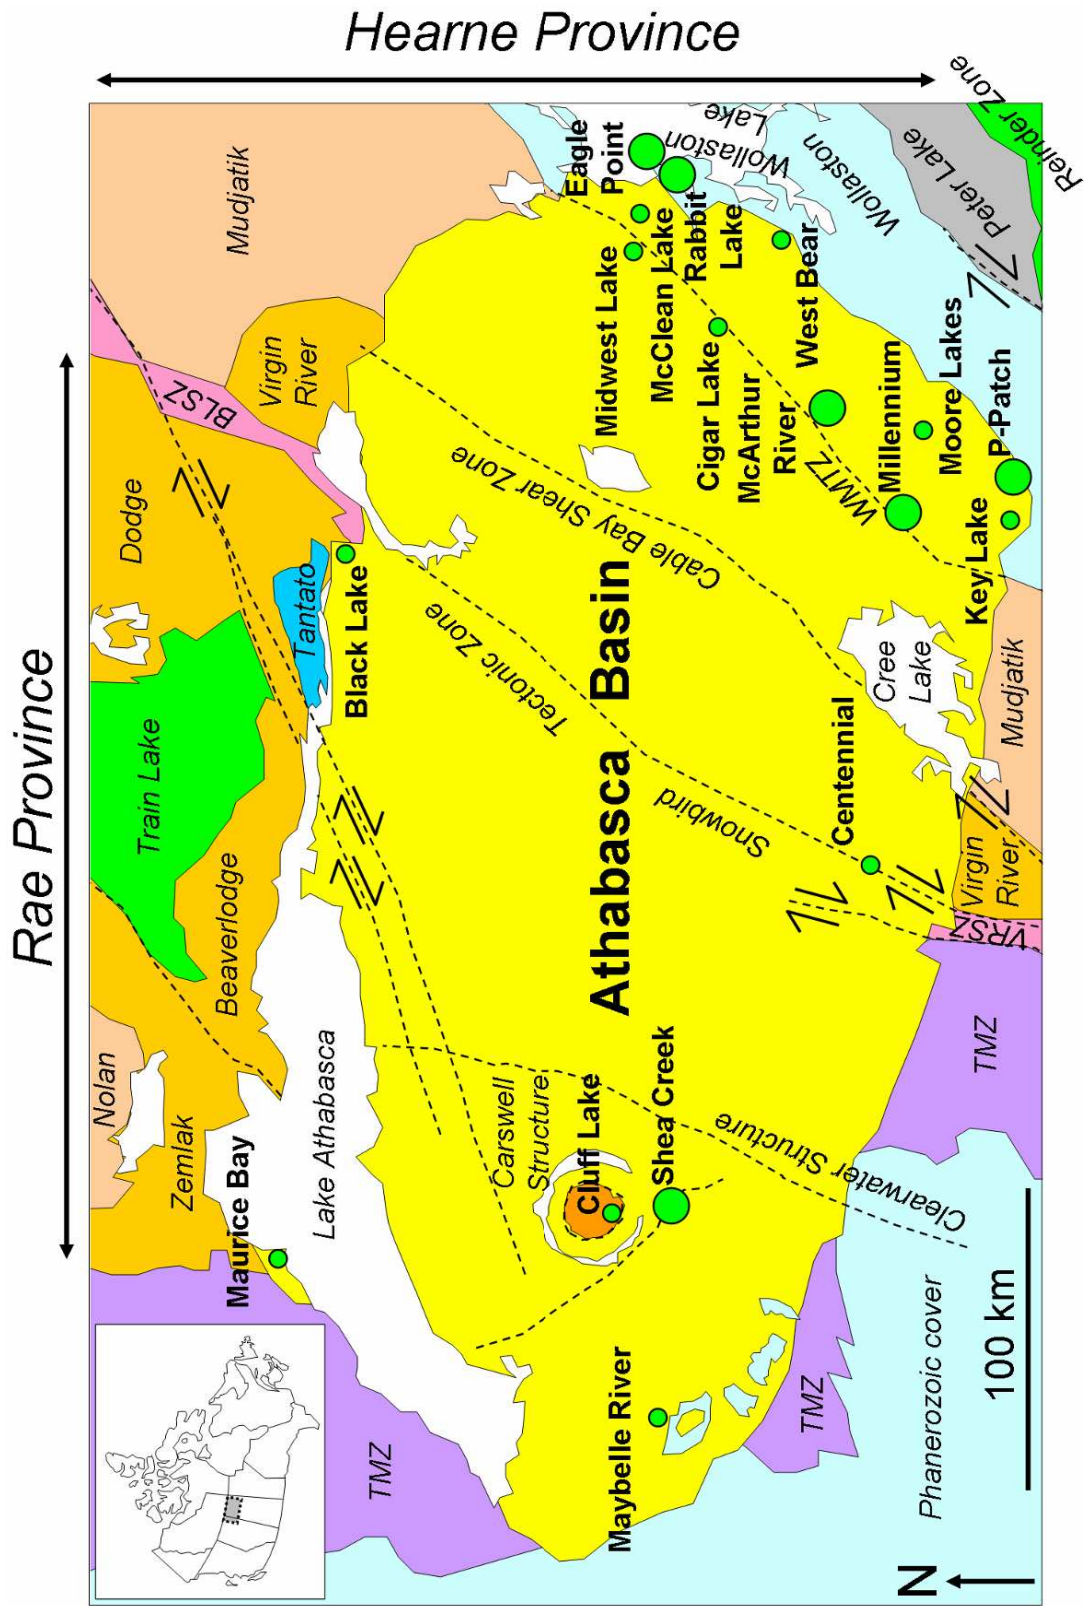 Hearne Province
Rae Province
Reinder Zone
Peter Lake
Wollaston
Wollaston
Lake
Eagle
Point
Rabbit
Lake
McClean Lake
Midwest Lake
West Bear
Cigar Lake
McArthur
River
Millennium
Moore Lakes
P-Patch
Key Lake
WMTZ
Mudjatik
Virgin
River
BLSZ
Dodge
Tantato
Black Lake
Train Lake
Beaverlodge
Nolan
Zemlak
Maurice Bay
Lake Athabasca
Cable Bay Shear Zone
Snowbird
Tectonic Zone
Athabasca Basin
Cree
Lake
Mudjatik
Centennial
Virgin
River
VRSZ
TMZ
Carswell
Structure
Cluff Lake
Shea Creek
Clearwater Structure
Maybelle River
TMZ
TMZ
Phanerozoic cover
100 km
N